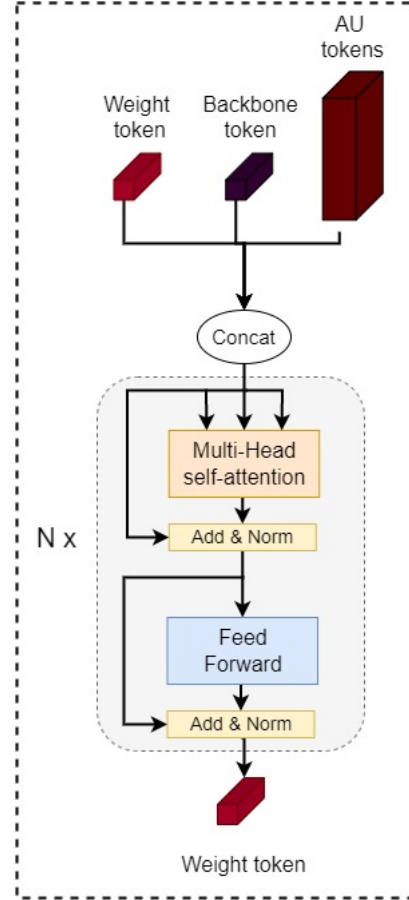 AU
tokens
Weight
token
Backbone
token
Concat
Multi-Head
self-attention
Add & Norm
N x
Feed
Forward
Add & Norm
Weight token